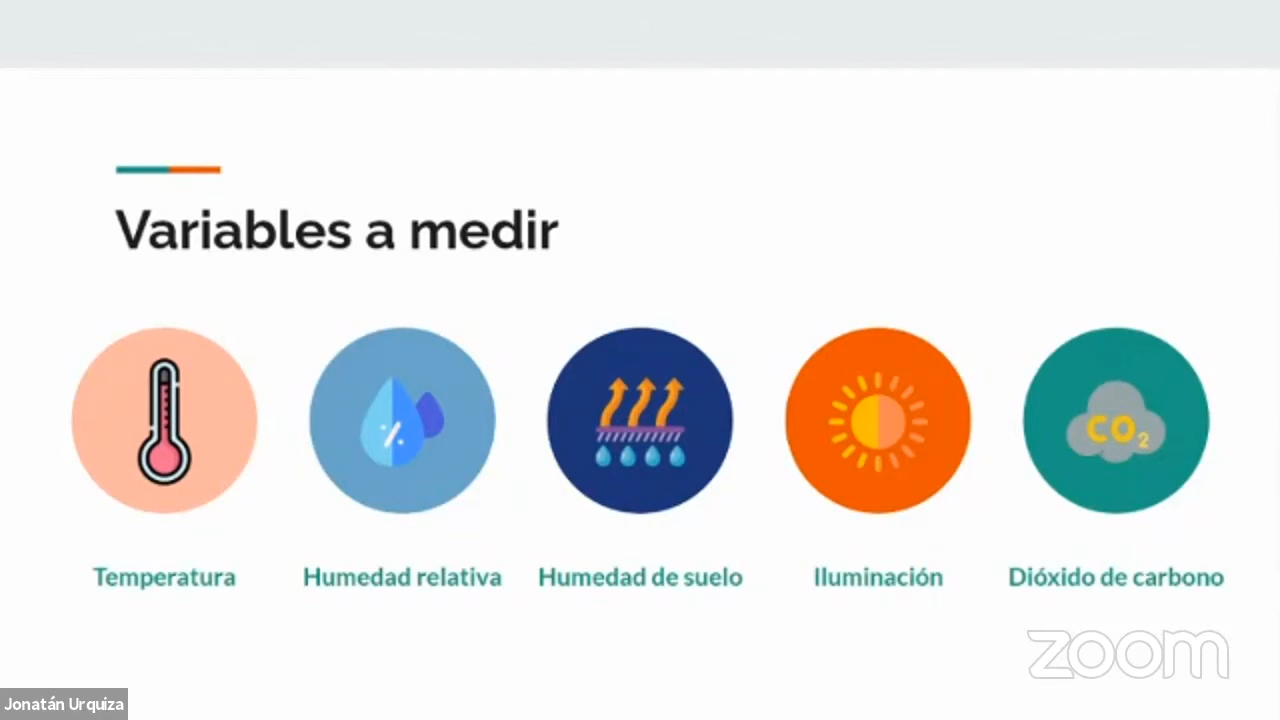 Variables a medir
CO₂
Temperatura
Humedad relativa
Humedad de suelo
Iluminación
Dióxido de carbono
zoom
Jonatán Urquiza